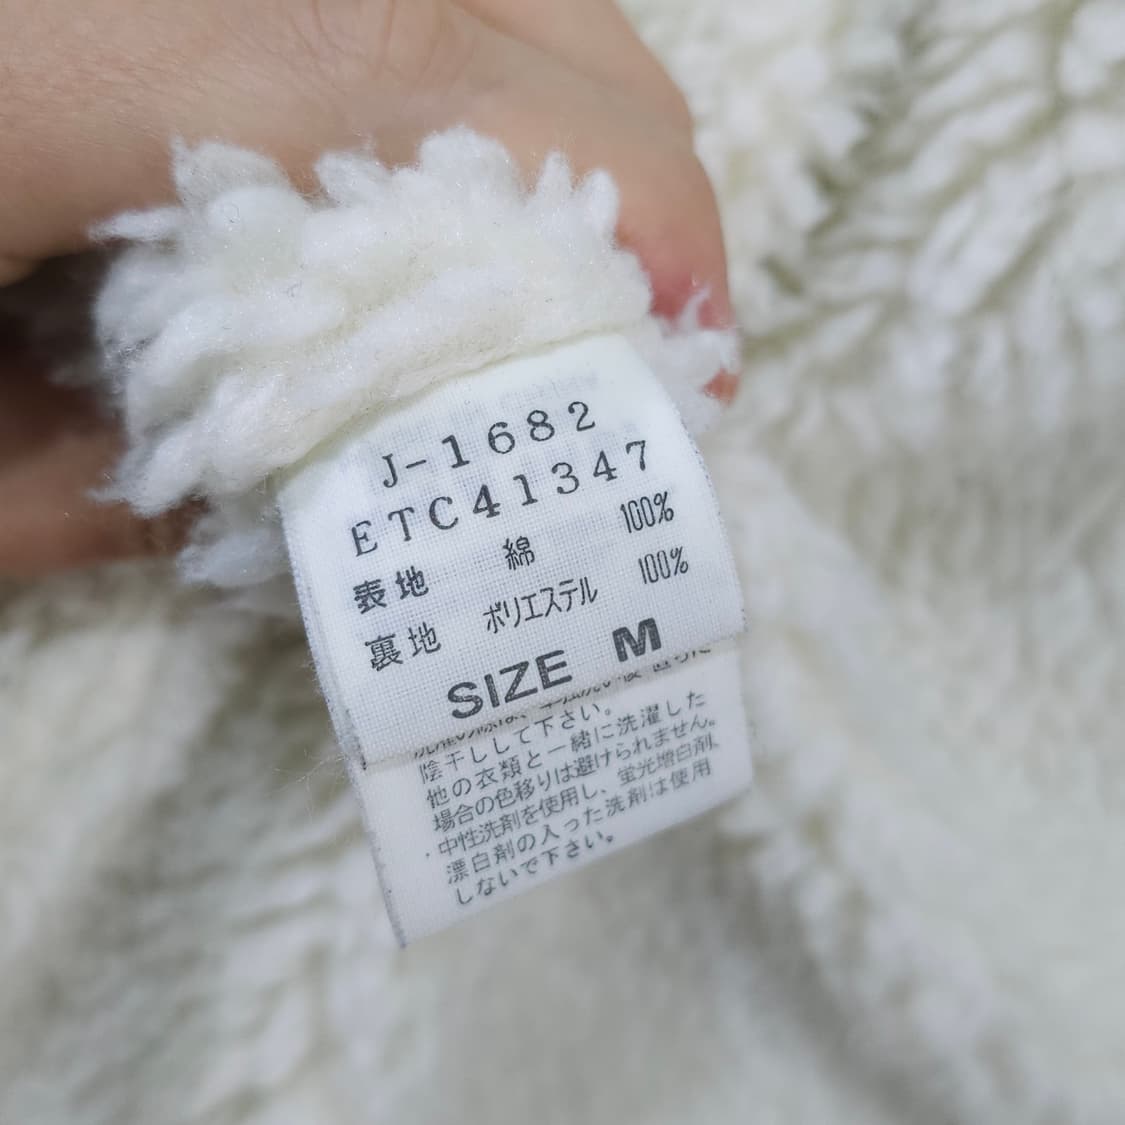 J-1682
ETC41347
表地 綿 100%
裏地 ポリエステル 100%
SIZE M
陰干しして下さい。
他の衣類と一緒に洗濯した
場合の色移りは避けられません。
・中性洗剤を使用し、蛍光増白剤、
漂白剤の入った洗剤は使用
しないで下さい。